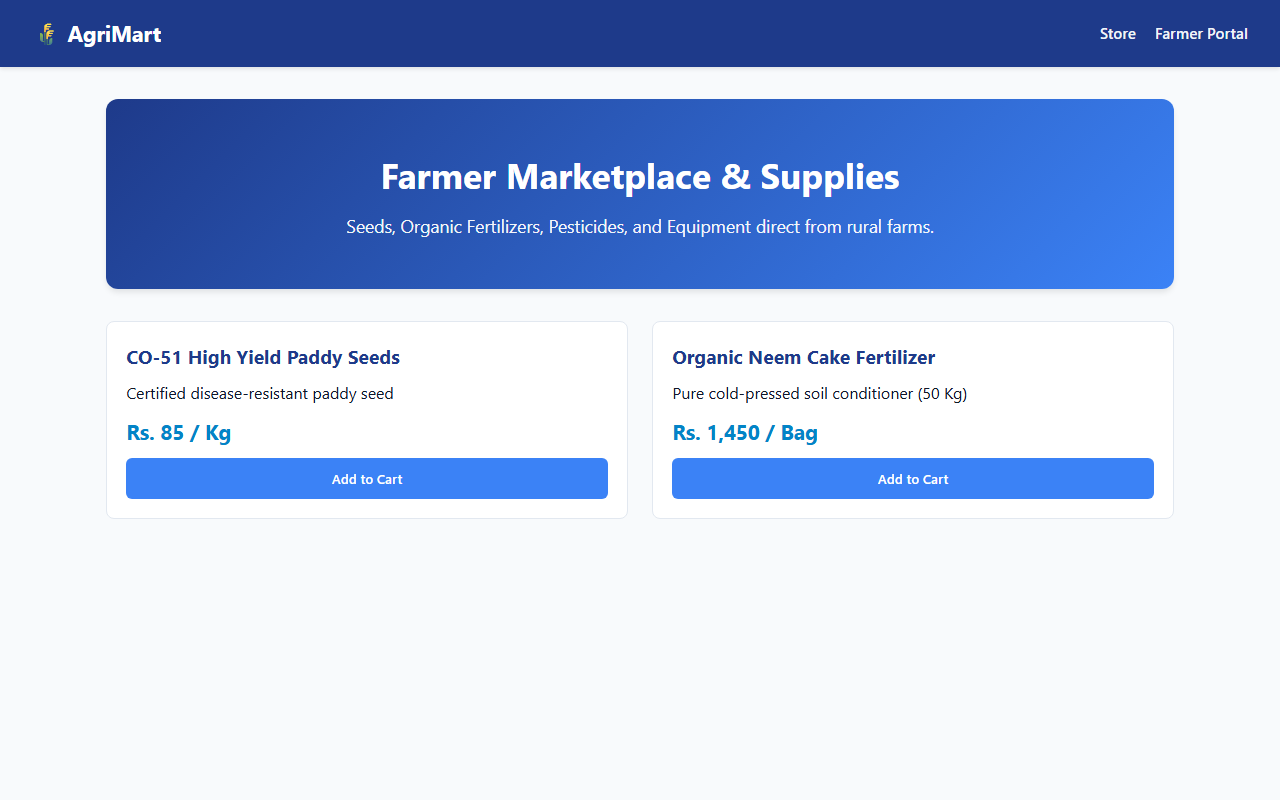 AgriMart
Store
Farmer Portal
Farmer Marketplace & Supplies
Seeds, Organic Fertilizers, Pesticides, and Equipment direct from rural farms.
CO-51 High Yield Paddy Seeds
Certified disease-resistant paddy seed
Rs. 85 / Kg
Add to Cart
Organic Neem Cake Fertilizer
Pure cold-pressed soil conditioner (50 Kg)
Rs. 1,450 / Bag
Add to Cart